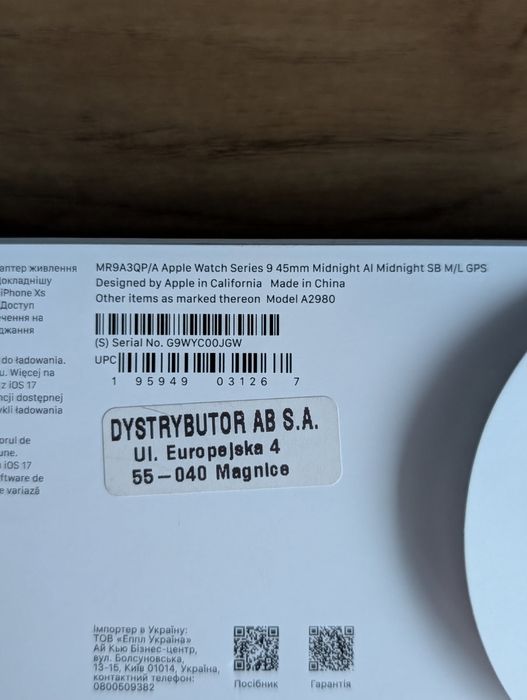 аптер живлення
докладнішу
iPhone Xs
Доступ
чення на
джання
do ładowania.
u. Więcej na
z iOS 17
ncji dostępnej
ykli ładowania
orul de
une.
iOS 17
ftware de
e variază
MR9A3QP/A Apple Watch Series 9 45mm Midnight Al Midnight SB M/L GPS
Designed by Apple in California Made in China
Other items as marked thereon Model A2980
(S) Serial No. G9WYC00JGW
UPC
1 95949 03126 7
DYSTRYBUTOR AB S.A.
Ul. Europejska 4
55-040 Magnice
Імпортер в Україну:
ТОВ «Еппл Україна»
Ай Кью Бізнес-центр,
вул. Болсуновська,
13-15, Київ 01014, Україна,
контактний телефон:
0800509382
Посібник
Гарантія